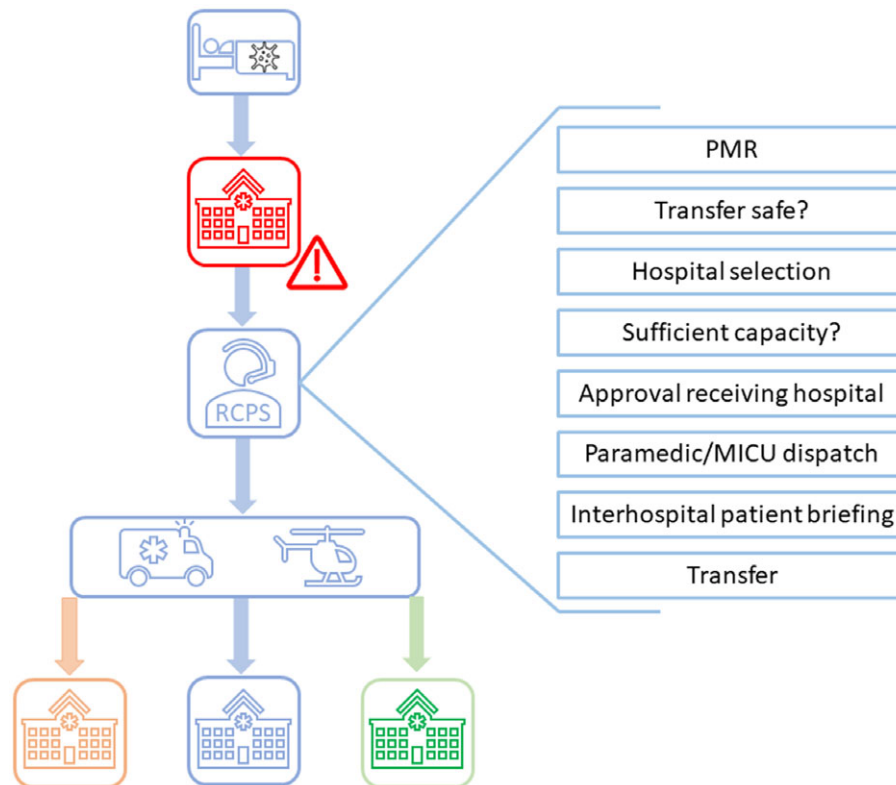 RCPS
PMR
Transfer safe?
Hospital selection
Sufficient capacity?
Approval receiving hospital
Paramedic/MICU dispatch
Interhospital patient briefing
Transfer